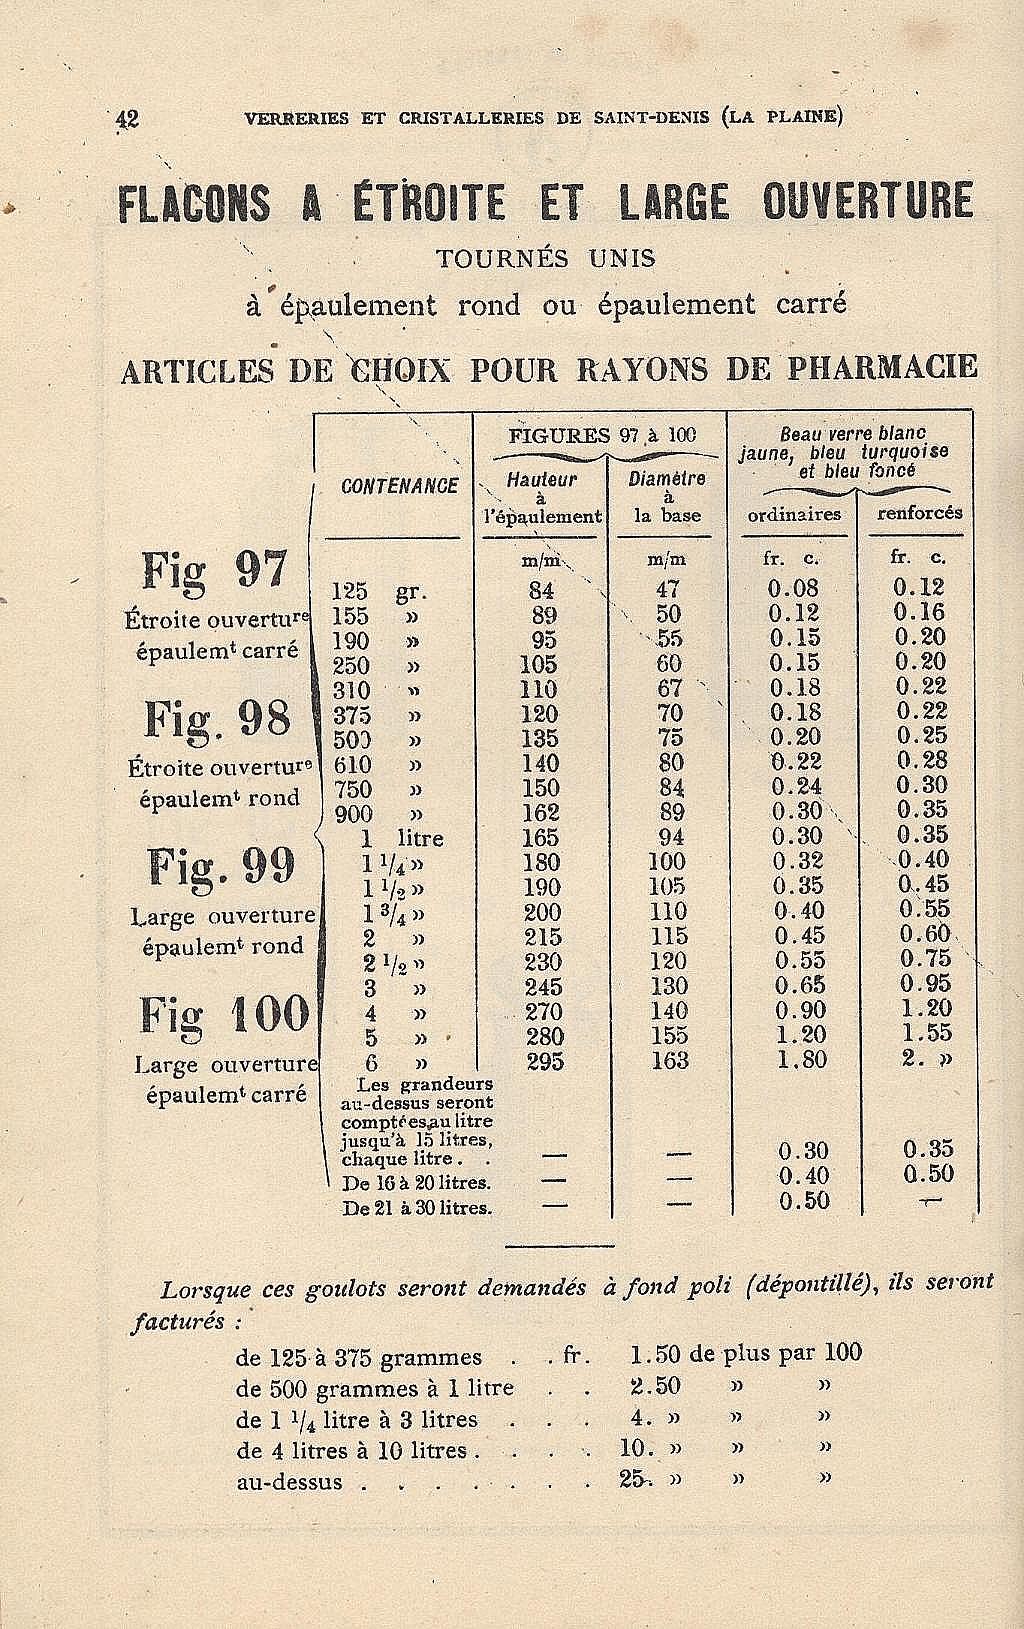 42 VERRERIES ET CRISTALLERIES DE SAINT-DENIS (LA PLAINE)
FLACONS A ÉTROITE ET LARGE OUVERTURE
TOURNÉS UNIS
à épaulement rond ou épaulement carré
ARTICLES DE CHOIX POUR RAYONS DE PHARMACIE
CONTENANCE
FIGURES 97 à 100
Hauteur
à
l'épaulement
Diamètre
à
la base
Beau verre blanc
jaune, bleu turquoise
et bleu foncé
ordinaires renforcés
m/m m/m fr. c. fr. c.
Fig 97
Étroite ouverture
épaulemt carré
Fig. 98
Étroite ouverture
épaulemt rond
Fig. 99
Large ouverture
épaulemt rond
Fig 100
Large ouverture
épaulemt carré
125 gr. 84 47 0.08 0.12
155 » 89 50 0.12 0.16
190 » 95 55 0.15 0.20
250 » 105 60 0.15 0.20
310 » 110 67 0.18 0.22
375 » 120 70 0.18 0.22
500 » 135 75 0.20 0.25
610 » 140 80 0.22 0.28
750 » 150 84 0.24 0.30
900 » 162 89 0.30 0.35
1 litre 165 94 0.30 0.35
1 1/4 » 180 100 0.32 0.40
1 1/2 » 190 105 0.35 0.45
1 3/4 » 200 110 0.40 0.55
2 » 215 115 0.45 0.60
2 1/2 » 230 120 0.55 0.75
3 » 245 130 0.65 0.95
4 » 270 140 0.90 1.20
5 » 280 155 1.20 1.55
6 » 295 163 1.80 2. »
Les grandeurs
au-dessus seront
comptées au litre
jusqu'à 15 litres,
chaque litre. . — — 0.30 0.35
De 16 à 20 litres. — — 0.40 0.50
De 21 à 30 litres. — — 0.50 —
Lorsque ces goulots seront demandés à fond poli (dépontillé), ils seront
facturés :
de 125 à 375 grammes . . fr. 1.50 de plus par 100
de 500 grammes à 1 litre . . 2.50 » »
de 1 1/4 litre à 3 litres . . . 4. » » »
de 4 litres à 10 litres . . . . 10. » » »
au-dessus . . . . . . . 25. » » »